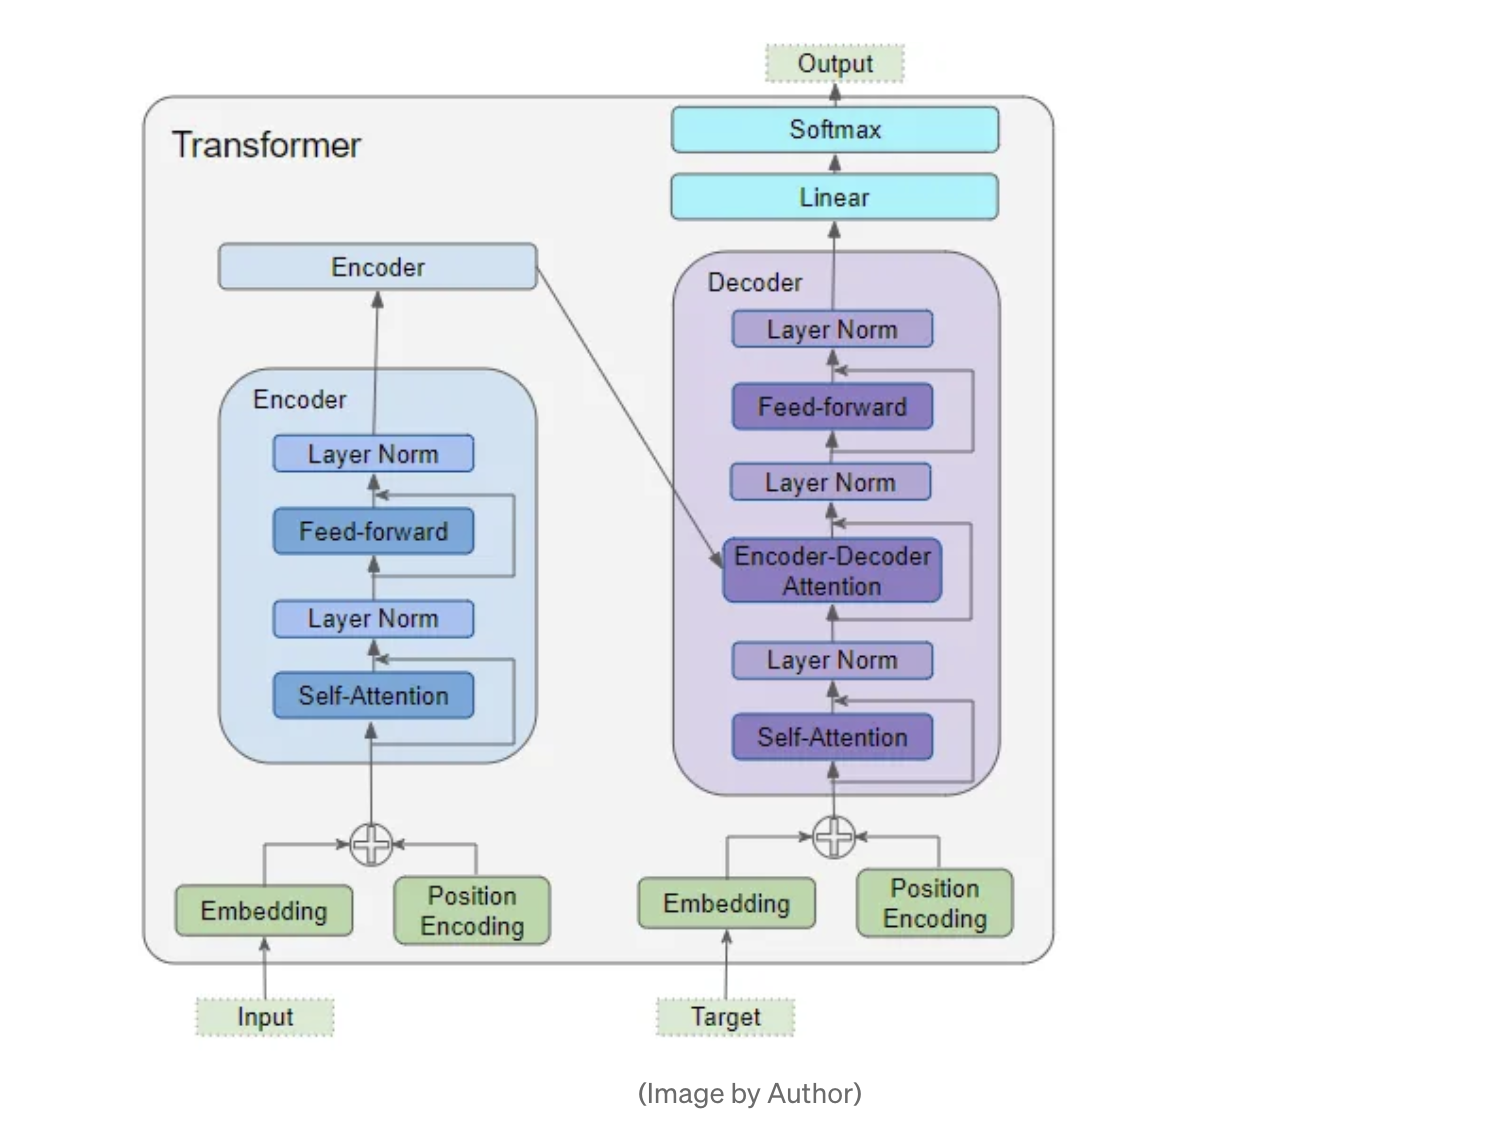 Output
Transformer
Softmax
Linear
Encoder
Encoder
Layer Norm
Feed-forward
Layer Norm
Self-Attention
Decoder
Layer Norm
Feed-forward
Layer Norm
Encoder-Decoder
Attention
Layer Norm
Self-Attention
Embedding
Position
Encoding
Embedding
Position
Encoding
Input
Target
(Image by Author)